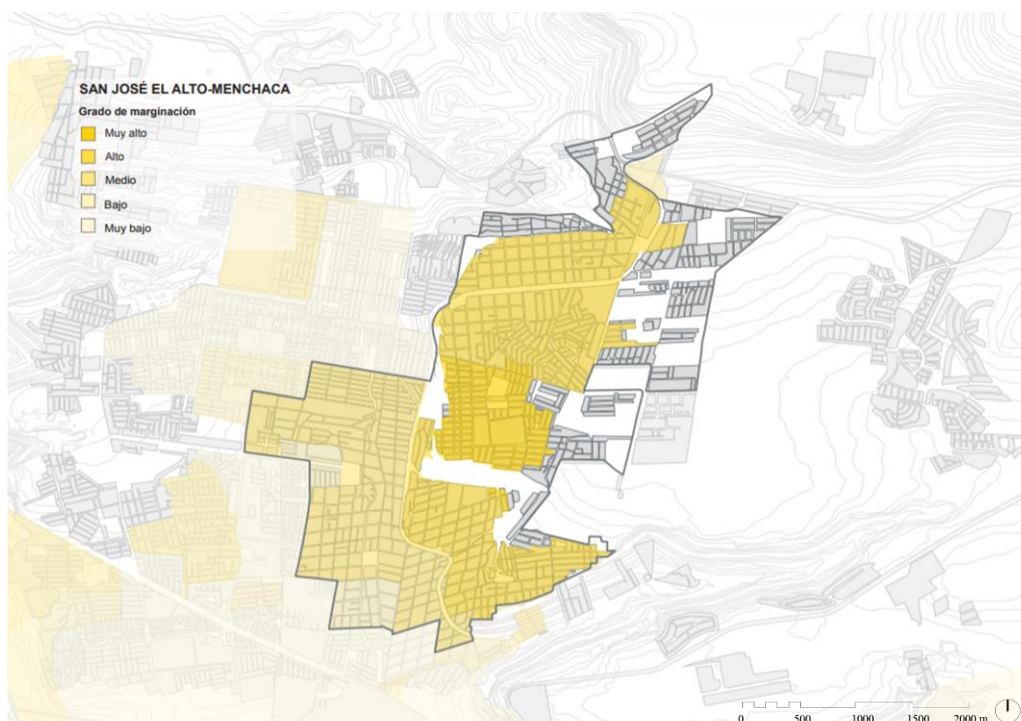 SAN JOSÉ EL ALTO-MENCHACA
Grado de marginación
Muy alto
Alto
Medio
Bajo
Muy bajo
0 500 1000 1500 2000 m